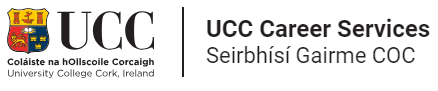 UCC
Coláiste na hOllscoile Corcaigh
University College Cork, Ireland
UCC Career Services
Seirbhísí Gairme COC